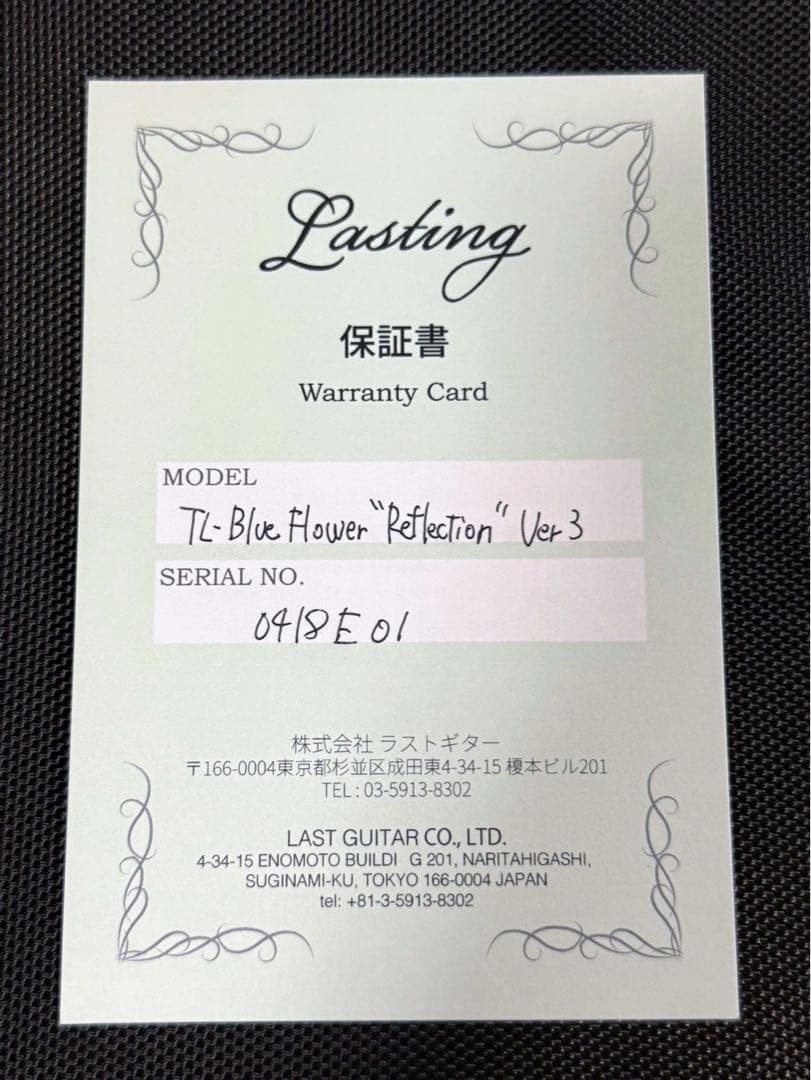 Lasting
保証書
Warranty Card
MODEL
TL-Blue Flower "Reflection" Ver 3
SERIAL NO.
0418E01
株式会社 ラストギター
〒166-0004東京都杉並区成田東4-34-15 榎本ビル201
TEL : 03-5913-8302
LAST GUITAR CO., LTD.
4-34-15 ENOMOTO BUILDI G 201, NARITAHIGASHI,
SUGINAMI-KU, TOKYO 166-0004 JAPAN
tel: +81-3-5913-8302